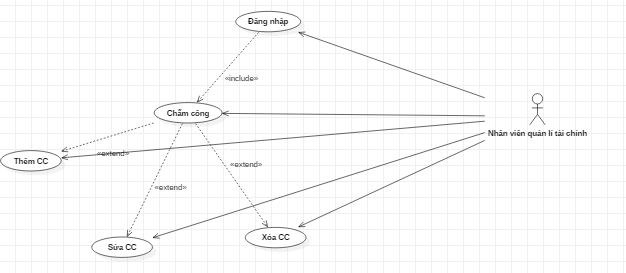 Đăng nhập
«include»
Chấm công
Nhân viên quản lí tài chính
Thêm CC
«extend»
«extend»
«extend»
Sửa CC
Xóa CC